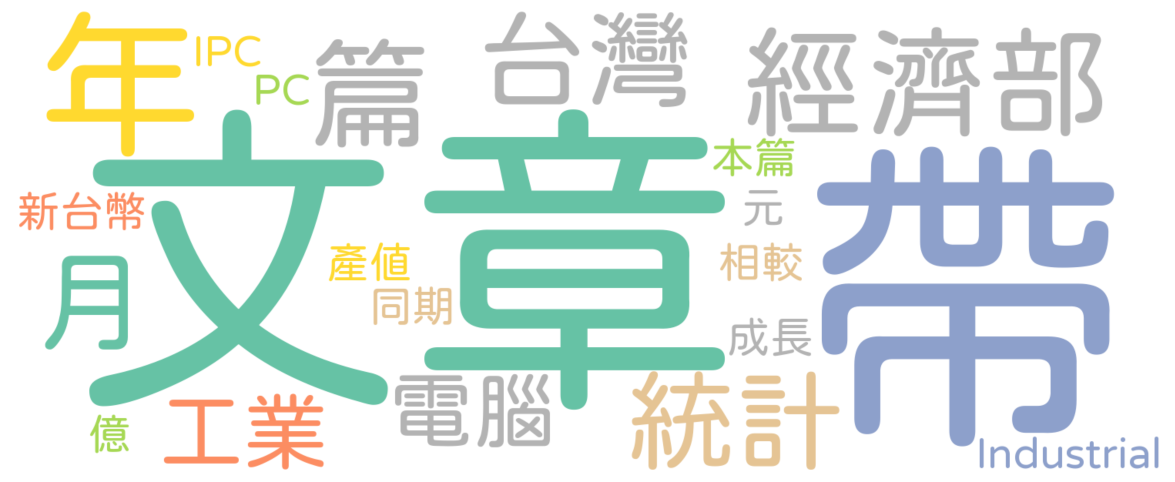 年
IPC
PC
篇
台灣
經濟部
文章
帶
本篇
新台幣
元
月
產值
相較
同期
成長
電腦
統計
億
工業
Industrial